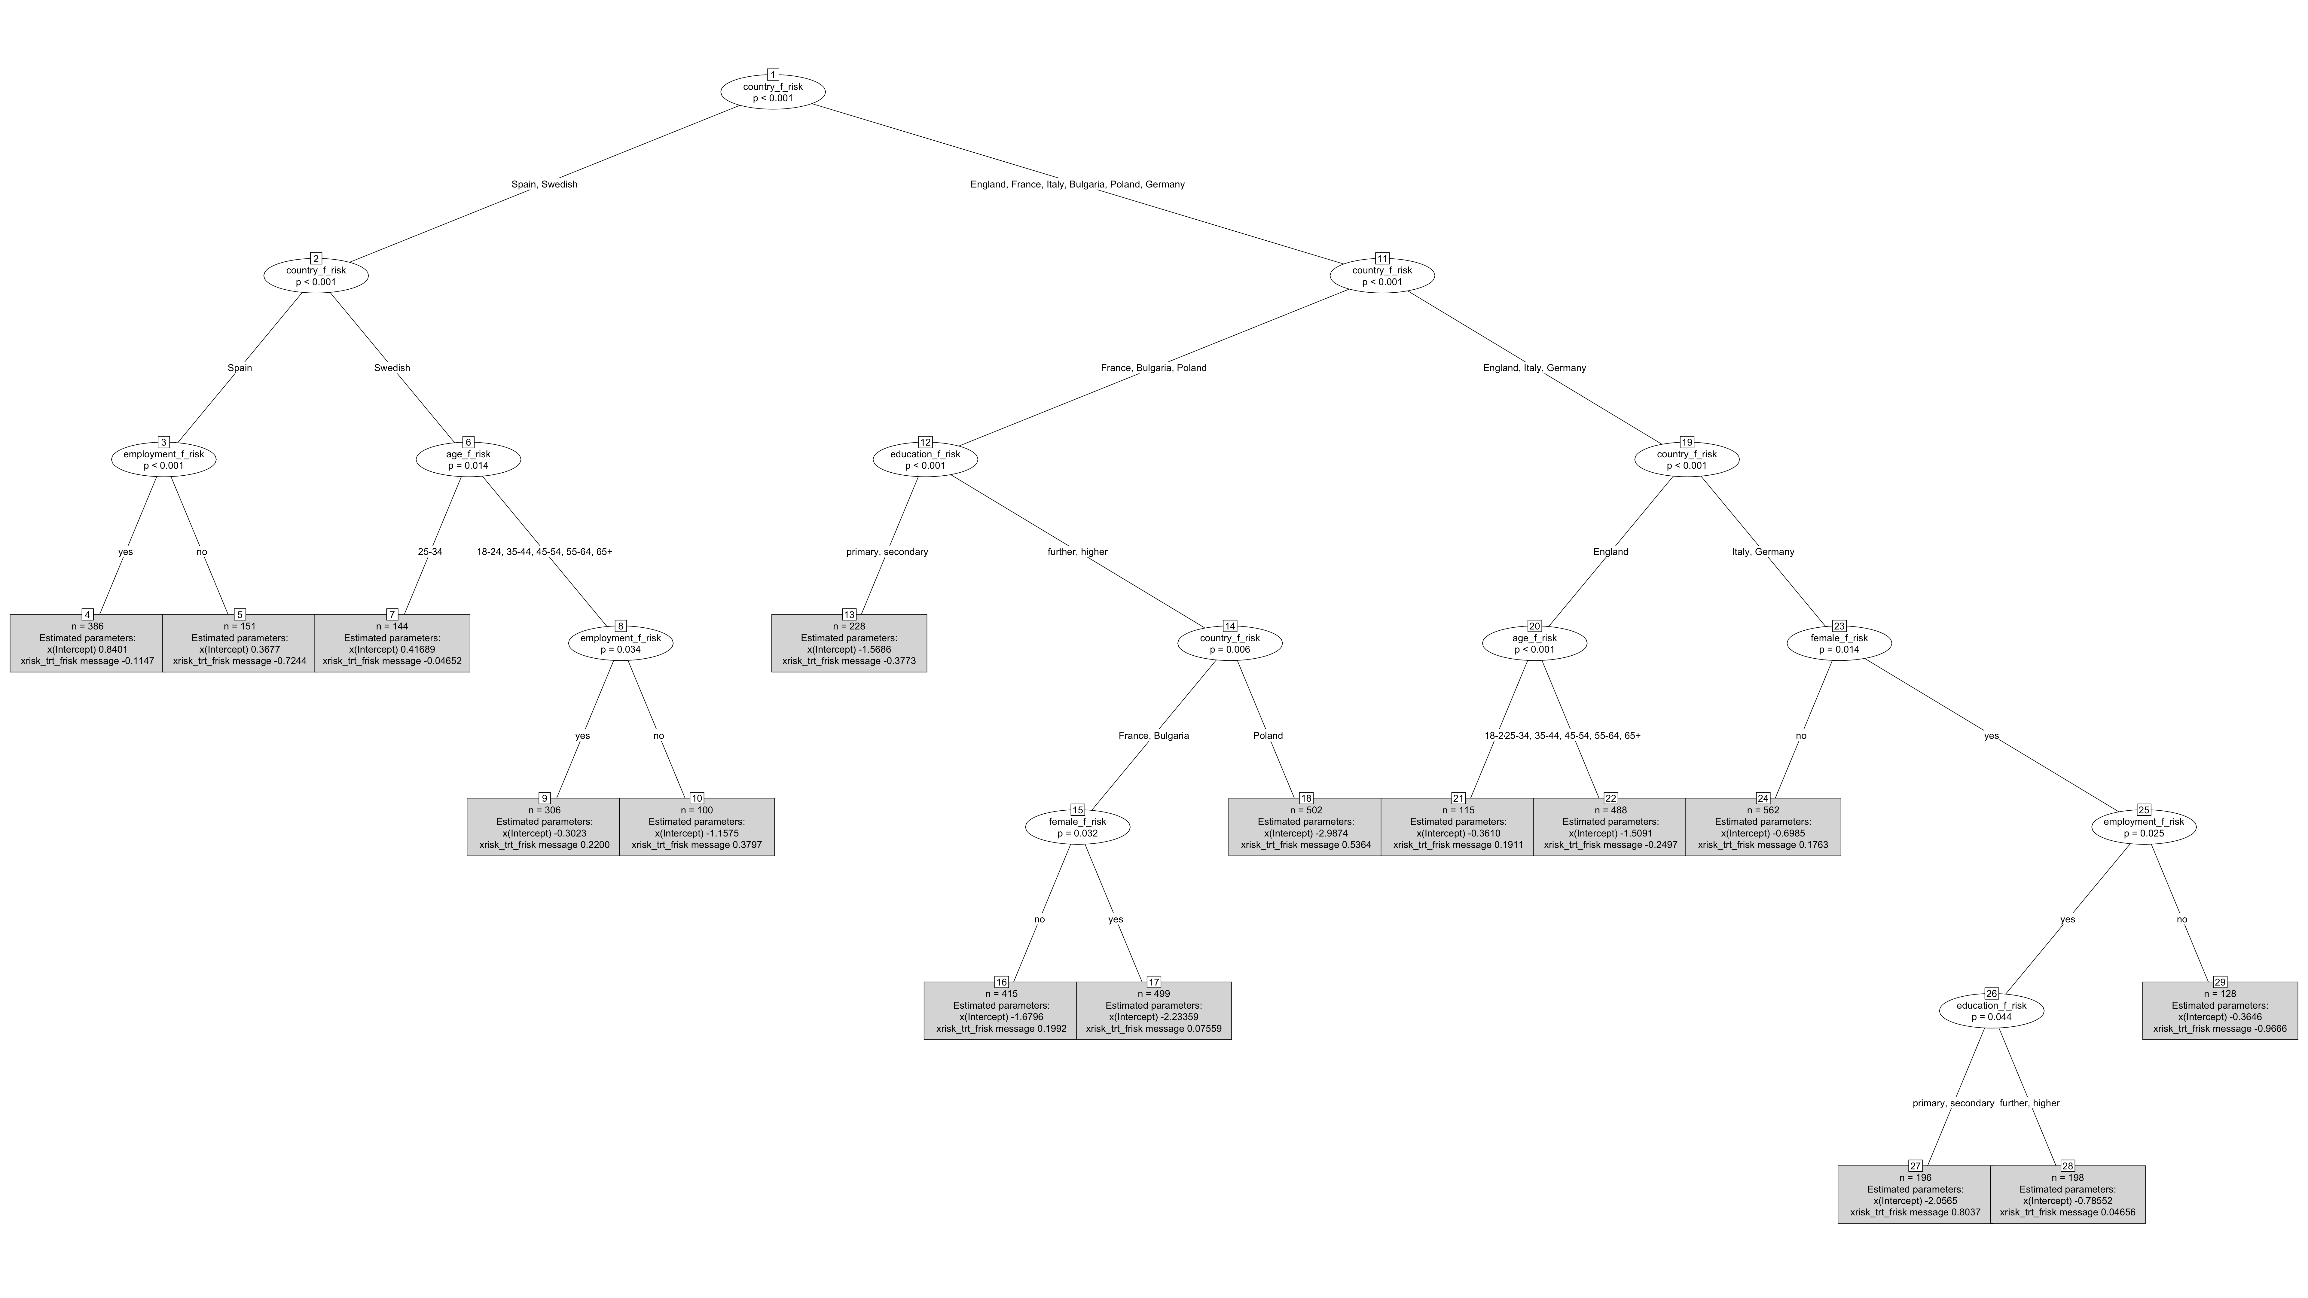 1
country_f_risk
p < 0.001
Spain, Swedish
England, France, Italy, Bulgaria, Poland, Germany
2
country_f_risk
p < 0.001
11
country_f_risk
p < 0.001
Spain
Swedish
France, Bulgaria, Poland
England, Italy, Germany
3
employment_f_risk
p < 0.001
6
age_f_risk
p = 0.014
12
education_f_risk
p < 0.001
19
country_f_risk
p < 0.001
yes
no
25-34
18-24, 35-44, 45-54, 55-64, 65+
primary, secondary
further, higher
England
Italy, Germany
4
n = 386
Estimated parameters:
x(Intercept) 0.8401
xrisk_trt_frisk message -0.1147
5
n = 151
Estimated parameters:
x(Intercept) 0.3677
xrisk_trt_frisk message -0.7244
7
n = 144
Estimated parameters:
x(Intercept) 0.41689
xrisk_trt_frisk message -0.04652
8
employment_f_risk
p = 0.034
13
n = 228
Estimated parameters:
x(Intercept) -1.5686
xrisk_trt_frisk message -0.3773
14
country_f_risk
p = 0.006
20
age_f_risk
p < 0.001
23
female_f_risk
p = 0.014
yes
no
France, Bulgaria
Poland
18-2
25-34, 35-44, 45-54, 55-64, 65+
no
yes
9
n = 306
Estimated parameters:
x(Intercept) -0.3023
xrisk_trt_frisk message 0.2200
10
n = 100
Estimated parameters:
x(Intercept) -1.1575
xrisk_trt_frisk message 0.3797
15
female_f_risk
p = 0.032
18
n = 502
Estimated parameters:
x(Intercept) -2.9874
xrisk_trt_frisk message 0.5364
21
n = 115
Estimated parameters:
x(Intercept) -0.3610
xrisk_trt_frisk message 0.1911
22
n = 488
Estimated parameters:
x(Intercept) -1.5091
xrisk_trt_frisk message -0.2497
24
n = 562
Estimated parameters:
x(Intercept) -0.6985
xrisk_trt_frisk message 0.1763
25
employment_f_risk
p = 0.025
no
yes
yes
no
16
n = 415
Estimated parameters:
x(Intercept) -1.6796
xrisk_trt_frisk message 0.1992
17
n = 499
Estimated parameters:
x(Intercept) -2.23359
xrisk_trt_frisk message 0.07559
26
education_f_risk
p = 0.044
29
n = 128
Estimated parameters:
x(Intercept) -0.3646
xrisk_trt_frisk message -0.9666
primary, secondary
further, higher
27
n = 196
Estimated parameters:
x(Intercept) -2.0565
xrisk_trt_frisk message 0.8037
28
n = 198
Estimated parameters:
x(Intercept) -0.78552
xrisk_trt_frisk message 0.04656